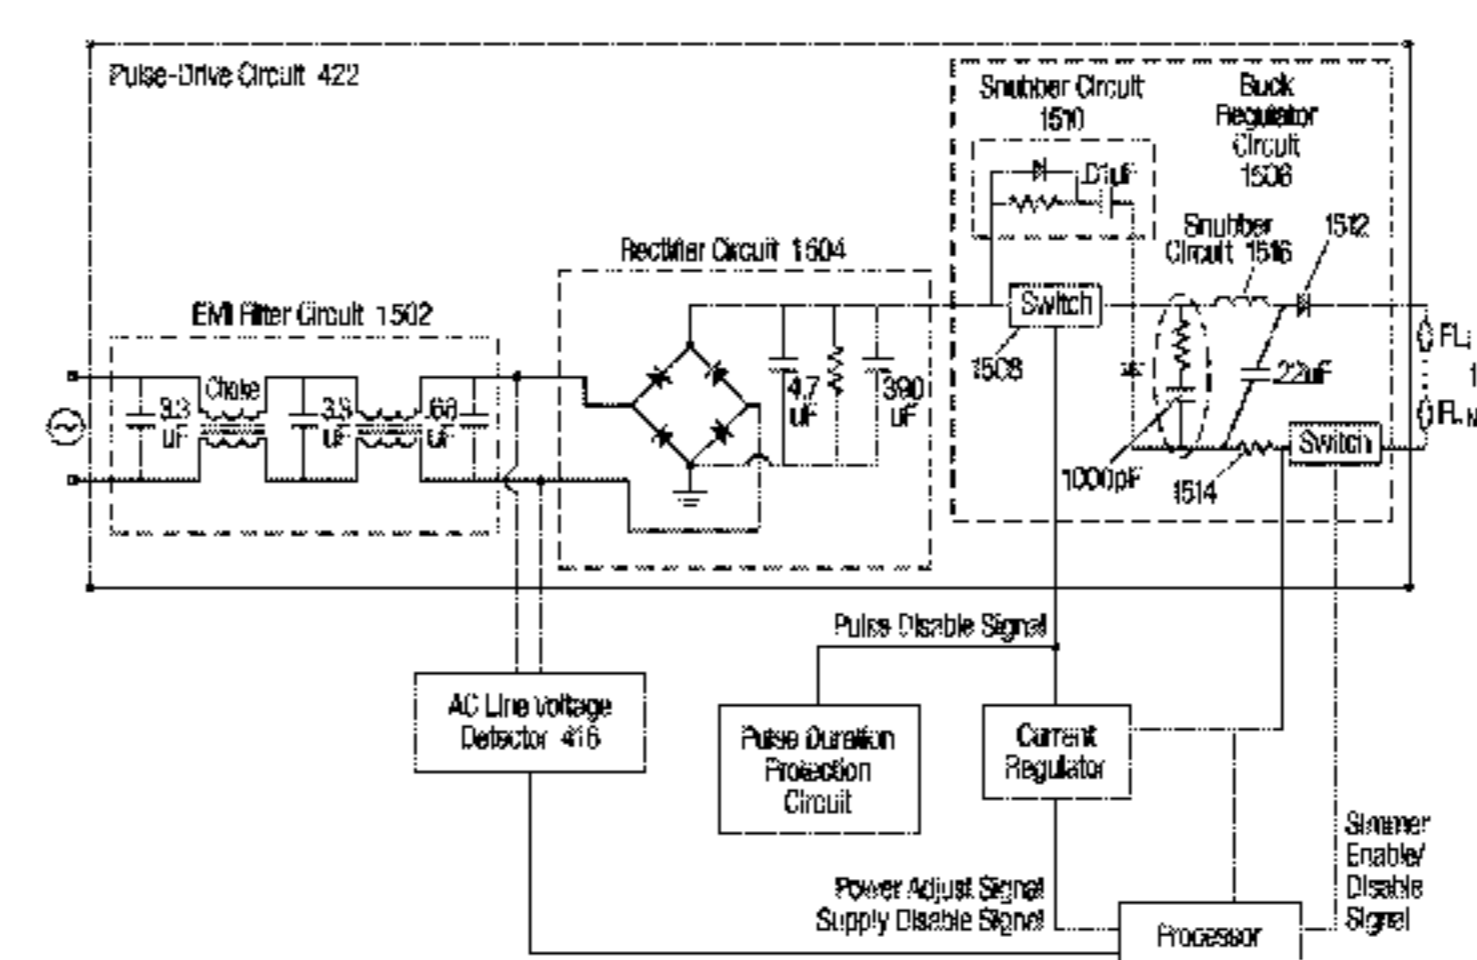 Pulse-Drive Circuit 422
Snubber Circuit
1510
Buck
Regulator
Circuit
1506
.01uF
Snubber
Circuit 1516
1512
Rectifier Circuit 1504
EMI Filter Circuit 1502
Switch
1508
Choke
3.3
uF
3.3
uF
.68
uF
4.7
uF
390
uF
.22uF
FL
FL N
1000pF
1514
Switch
Pulse Disable Signal
AC Line Voltage
Detector 416
Pulse Duration
Protection
Circuit
Current
Regulator
Power Adjust Signal
Supply Disable Signal
Simmer
Enable/
Disable
Signal
Processor